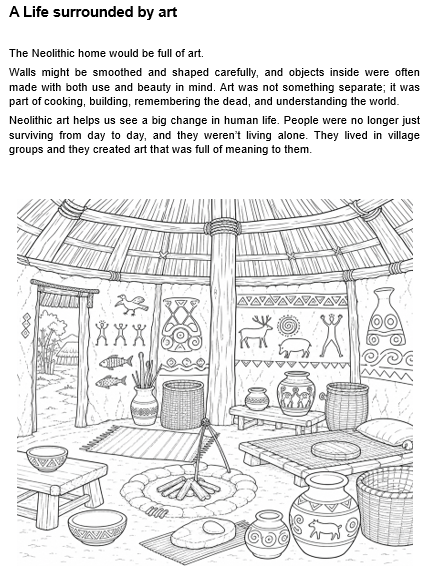 A Life surrounded by art
The Neolithic home would be full of art.
Walls might be smoothed and shaped carefully, and objects inside were often
made with both use and beauty in mind. Art was not something separate; it was
part of cooking, building, remembering the dead, and understanding the world.
Neolithic art helps us see a big change in human life. People were no longer just
surviving from day to day, and they weren’t living alone. They lived in village
groups and they created art that was full of meaning to them.